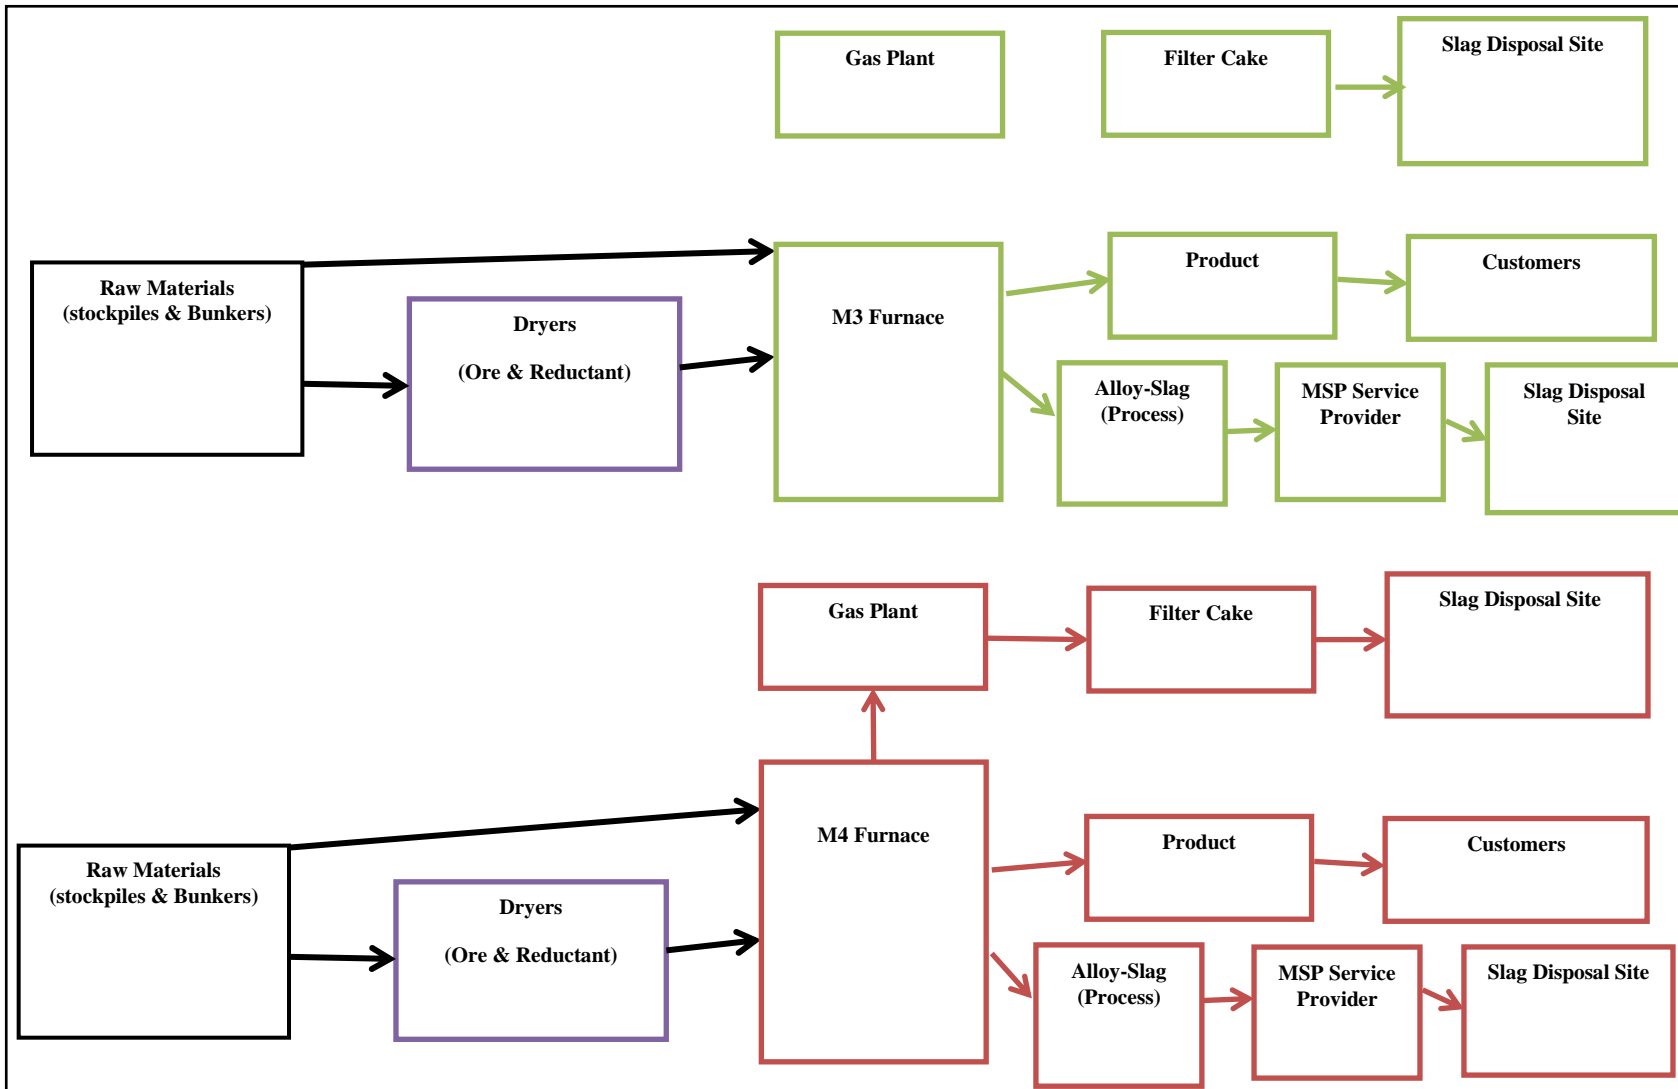 Gas Plant
Filter Cake
Slag Disposal Site
Raw Materials
(stockpiles & Bunkers)
Dryers
(Ore & Reductant)
M3 Furnace
Product
Customers
Alloy-Slag
(Process)
MSP Service
Provider
Slag Disposal
Site
Gas Plant
Filter Cake
Slag Disposal Site
Raw Materials
(stockpiles & Bunkers)
Dryers
(Ore & Reductant)
M4 Furnace
Product
Customers
Alloy-Slag
(Process)
MSP Service
Provider
Slag Disposal Site